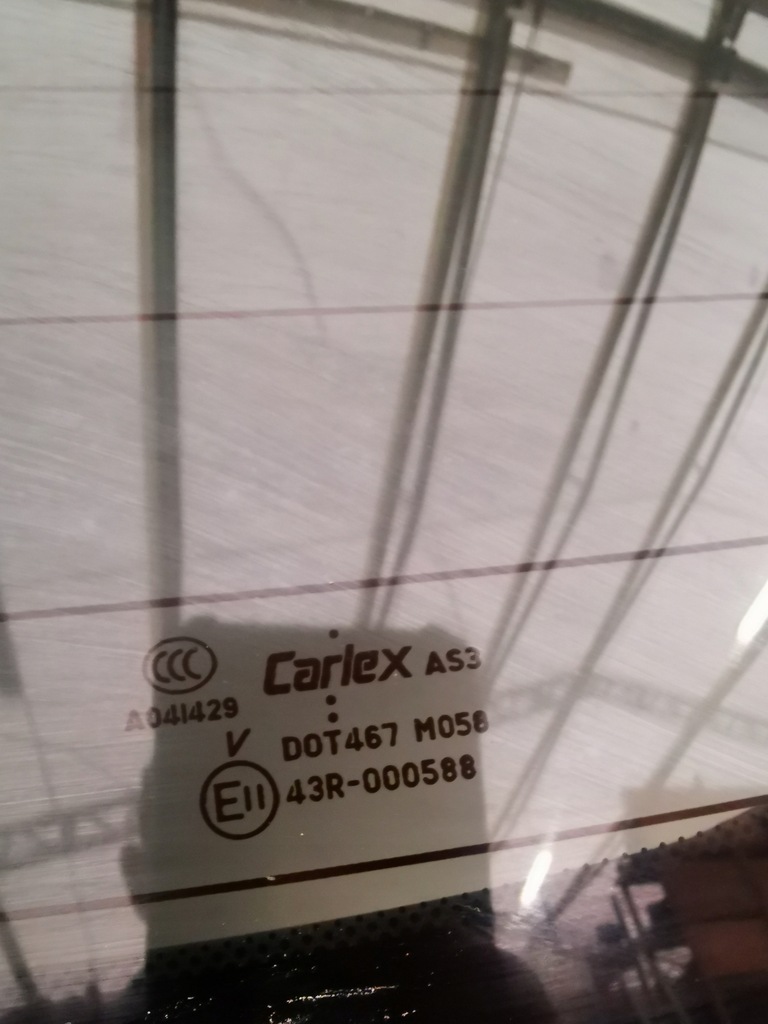 CCC Carlex AS3
A041429
V DOT467 M058
E11 43R-000588